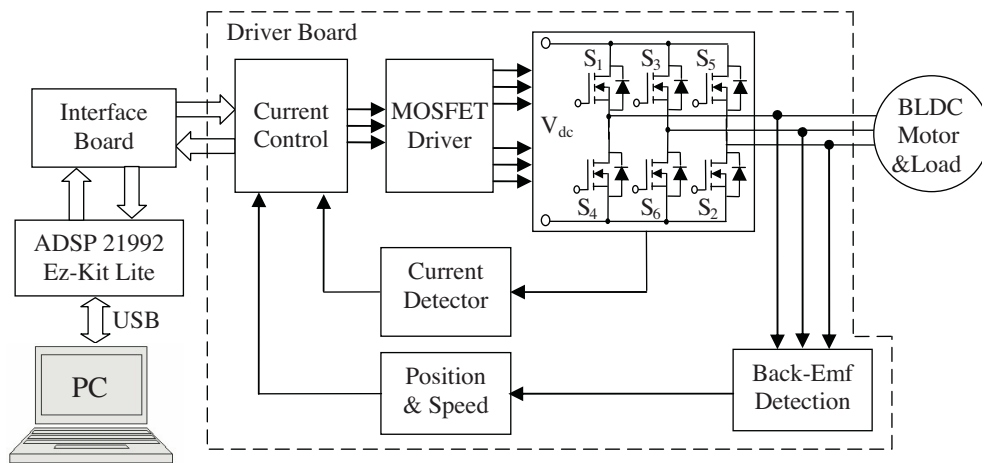 Driver Board
Interface
Board
ADSP 21992
Ez-Kit Lite
USB
PC
Current
Control
MOSFET
Driver
S1
S3
S5
Vdc
S4
S6
S2
BLDC
Motor
&Load
Current
Detector
Position
& Speed
Back-Emf
Detection